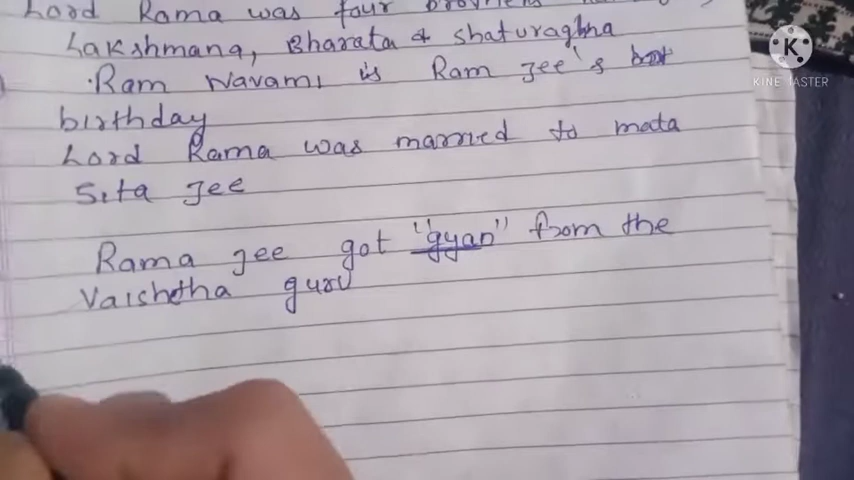 Lord Rama was four
Lakshmana, Bharata & Shaturaghna
·Ram Navami is Ram Jee's
birthday
Lord Rama was married to mata
Sita Jee
Rama jee got "gyan" from the
Vaishetha guru
K
KINEMASTER